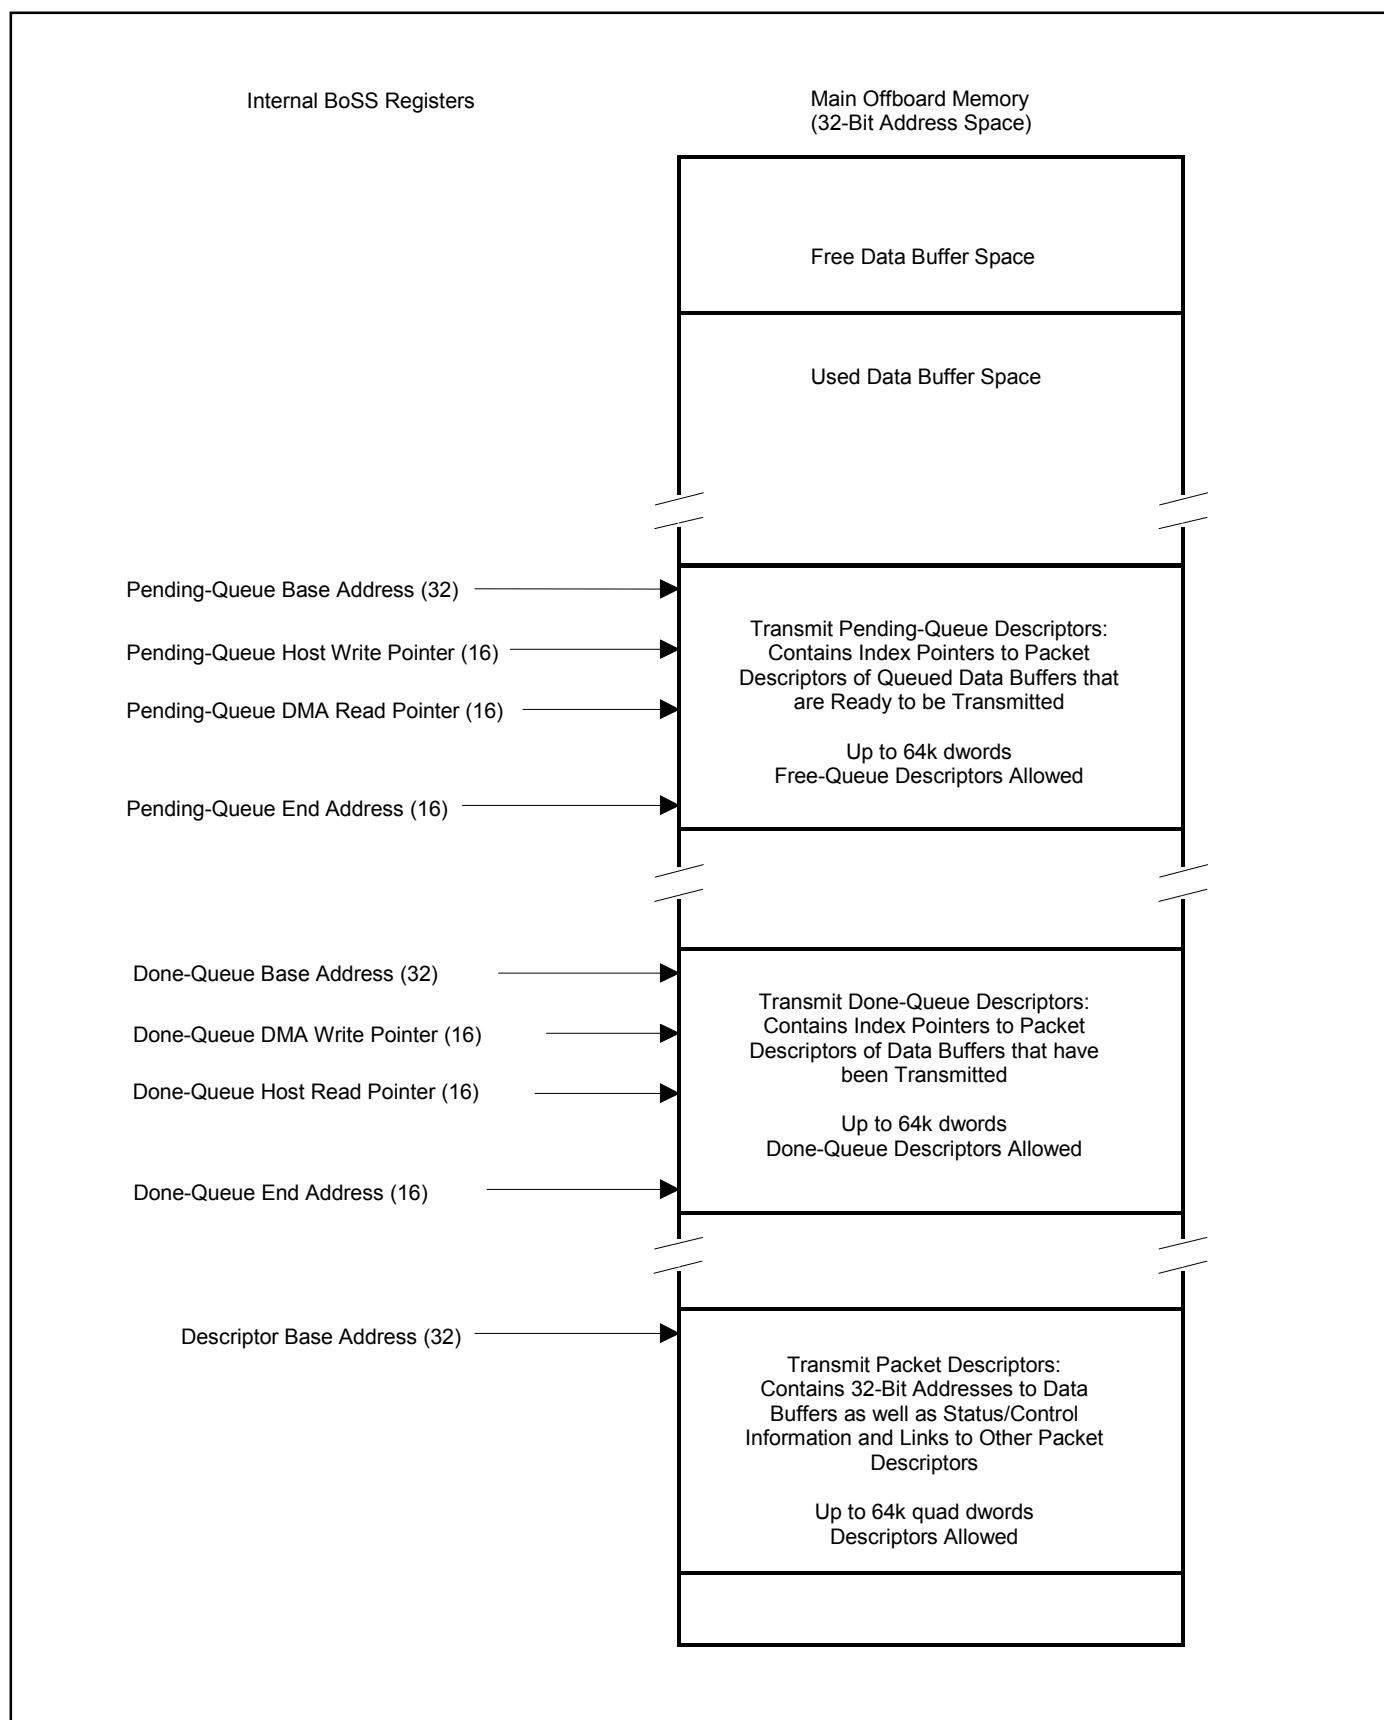 Internal BoSS Registers
Main Offboard Memory
(32-Bit Address Space)
Free Data Buffer Space
Used Data Buffer Space
Pending-Queue Base Address (32)
Pending-Queue Host Write Pointer (16)
Pending-Queue DMA Read Pointer (16)
Pending-Queue End Address (16)
Transmit Pending-Queue Descriptors:
Contains Index Pointers to Packet
Descriptors of Queued Data Buffers that
are Ready to be Transmitted
Up to 64k dwords
Free-Queue Descriptors Allowed
Done-Queue Base Address (32)
Done-Queue DMA Write Pointer (16)
Done-Queue Host Read Pointer (16)
Done-Queue End Address (16)
Transmit Done-Queue Descriptors:
Contains Index Pointers to Packet
Descriptors of Data Buffers that have
been Transmitted
Up to 64k dwords
Done-Queue Descriptors Allowed
Descriptor Base Address (32)
Transmit Packet Descriptors:
Contains 32-Bit Addresses to Data
Buffers as well as Status/Control
Information and Links to Other Packet
Descriptors
Up to 64k quad dwords
Descriptors Allowed